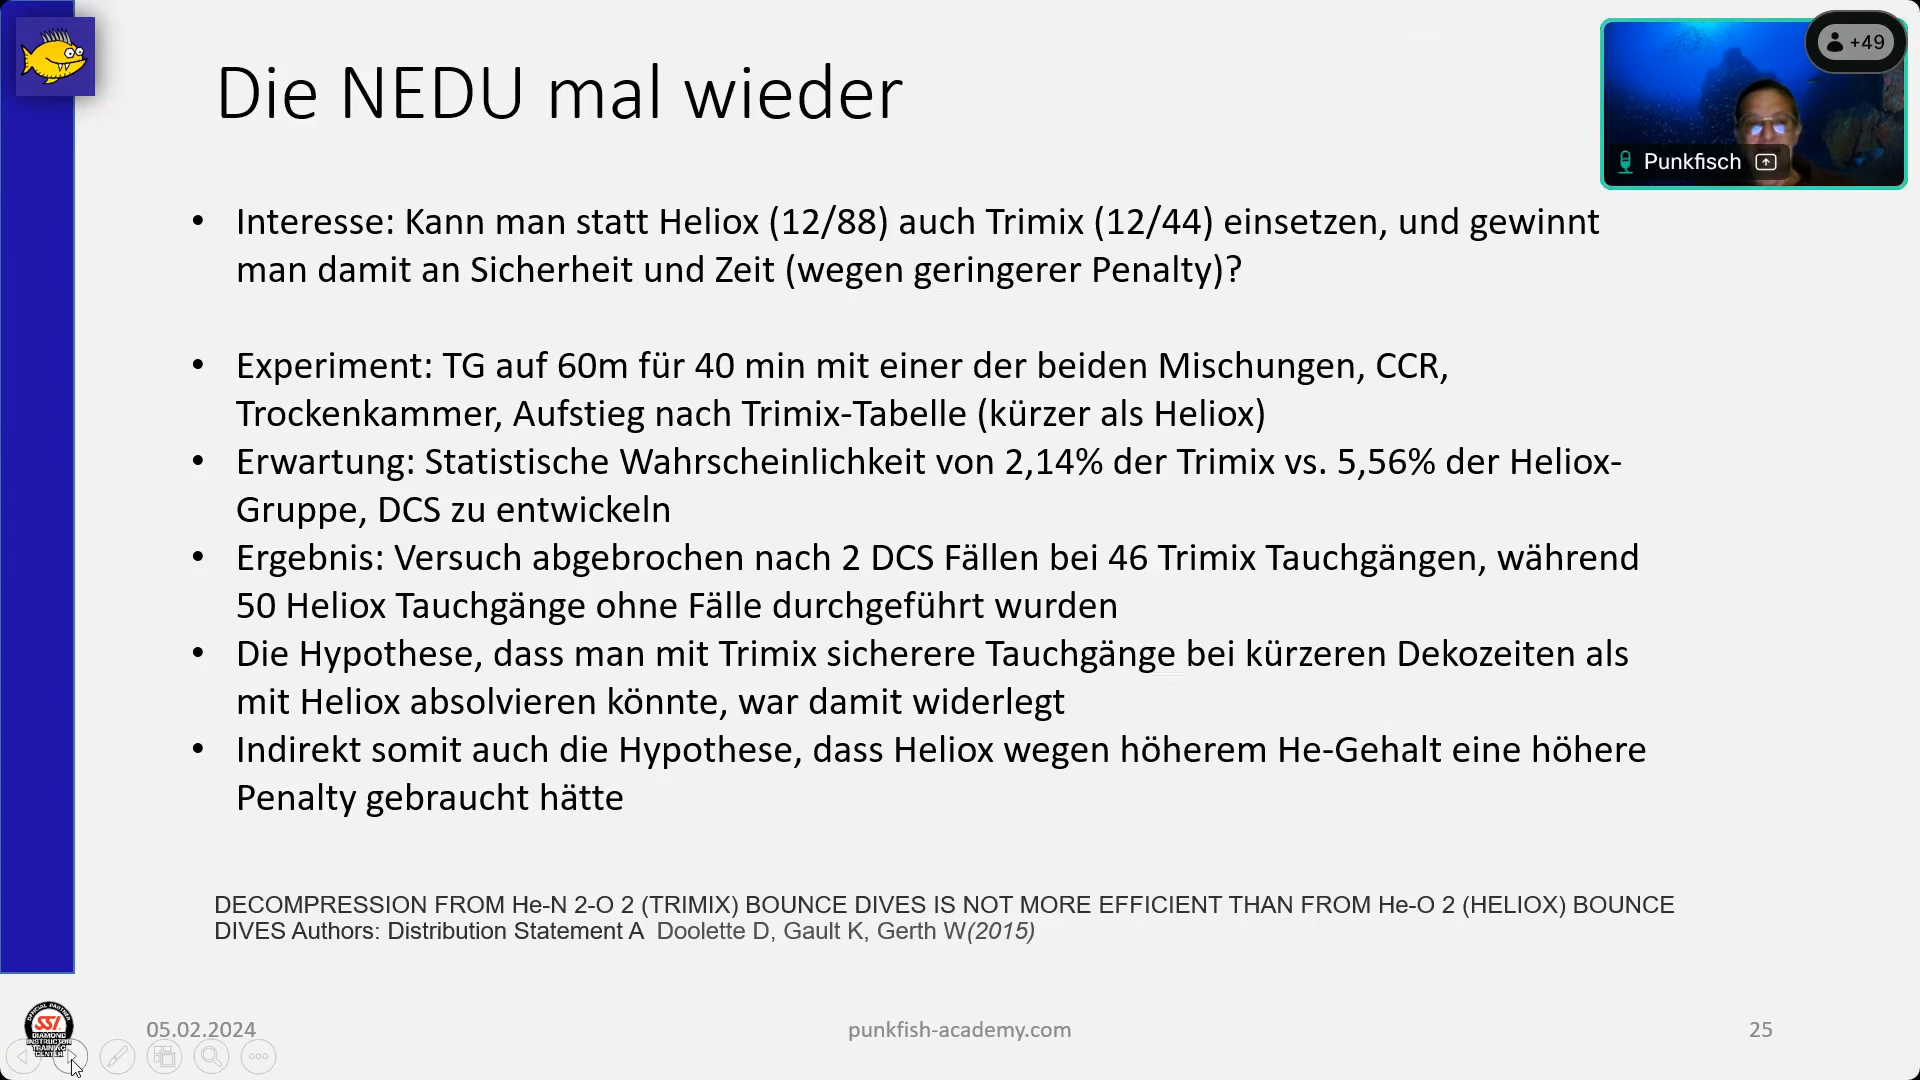 Die NEDU mal wieder
+49
Punkfisch
• Interesse: Kann man statt Heliox (12/88) auch Trimix (12/44) einsetzen, und gewinnt
man damit an Sicherheit und Zeit (wegen geringerer Penalty)?
• Experiment: TG auf 60m für 40 min mit einer der beiden Mischungen, CCR,
Trockenkammer, Aufstieg nach Trimix-Tabelle (kürzer als Heliox)
• Erwartung: Statistische Wahrscheinlichkeit von 2,14% der Trimix vs. 5,56% der Heliox-
Gruppe, DCS zu entwickeln
• Ergebnis: Versuch abgebrochen nach 2 DCS Fällen bei 46 Trimix Tauchgängen, während
50 Heliox Tauchgänge ohne Fälle durchgeführt wurden
• Die Hypothese, dass man mit Trimix sicherere Tauchgänge bei kürzeren Dekozeiten als
mit Heliox absolvieren könnte, war damit widerlegt
• Indirekt somit auch die Hypothese, dass Heliox wegen höherem He-Gehalt eine höhere
Penalty gebraucht hätte
DECOMPRESSION FROM He-N 2-O 2 (TRIMIX) BOUNCE DIVES IS NOT MORE EFFICIENT THAN FROM He-O 2 (HELIOX) BOUNCE
DIVES Authors: Distribution Statement A Doolette D, Gault K, Gerth W(2015)
SSI
DIAMOND
INSTRUCTOR
TRAINING
CENTER
05.02.2024
punkfish-academy.com
25